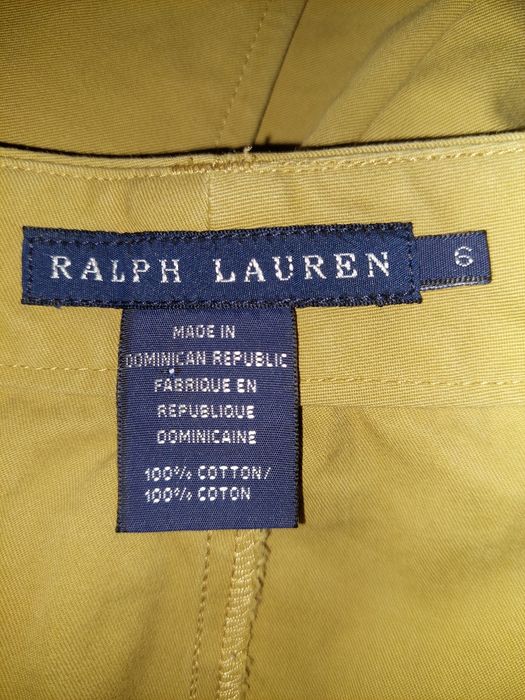 RALPH LAUREN
6
MADE IN
DOMINICAN REPUBLIC
FABRIQUE EN
REPUBLIQUE
DOMINICAINE
100% COTTON/
100% COTON